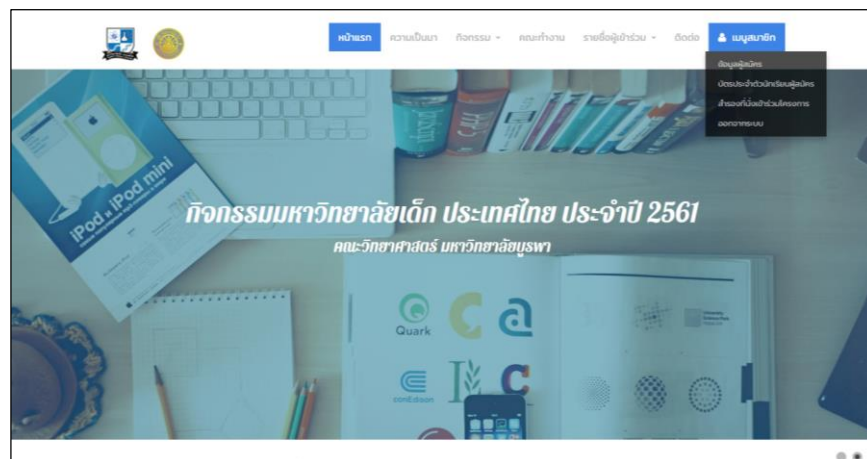 หน้าแรก ความเป็นมา กิจกรรม คณะทำงาน รายชื่อผู้เข้าร่วม ติดต่อ เมนูสมาชิก
ข้อมูลผู้สมัคร
บัตรประจำตัวนักเรียนผู้สมัคร
สำรองที่นั่งเข้าร่วมโครงการ
ออกจากระบบ
iPod и iPod mini
กิจกรรมมหาวิทยาลัยเด็ก ประเทศไทย ประจำปี 2561
คณะวิทยาศาสตร์ มหาวิทยาลัยบูรพา
Quark
conEdison